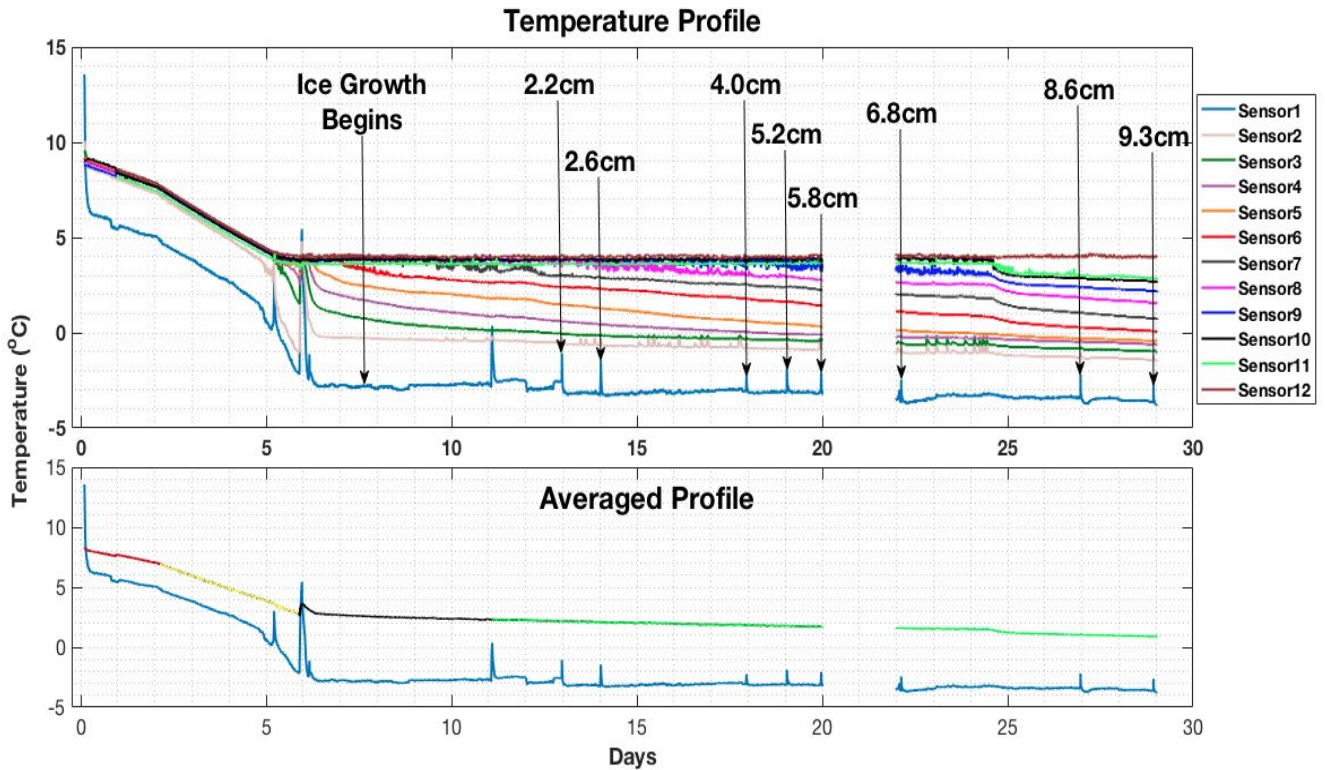 Temperature Profile
15
10
5
0
-5
0 5 10 15 20 25 30
Ice Growth
Begins
2.2cm
2.6cm
4.0cm
5.2cm
5.8cm
6.8cm
8.6cm
9.3cm
Sensor1
Sensor2
Sensor3
Sensor4
Sensor5
Sensor6
Sensor7
Sensor8
Sensor9
Sensor10
Sensor11
Sensor12
Temperature (°C)
Averaged Profile
15
10
5
0
-5
0 5 10 15 20 25 30
Days